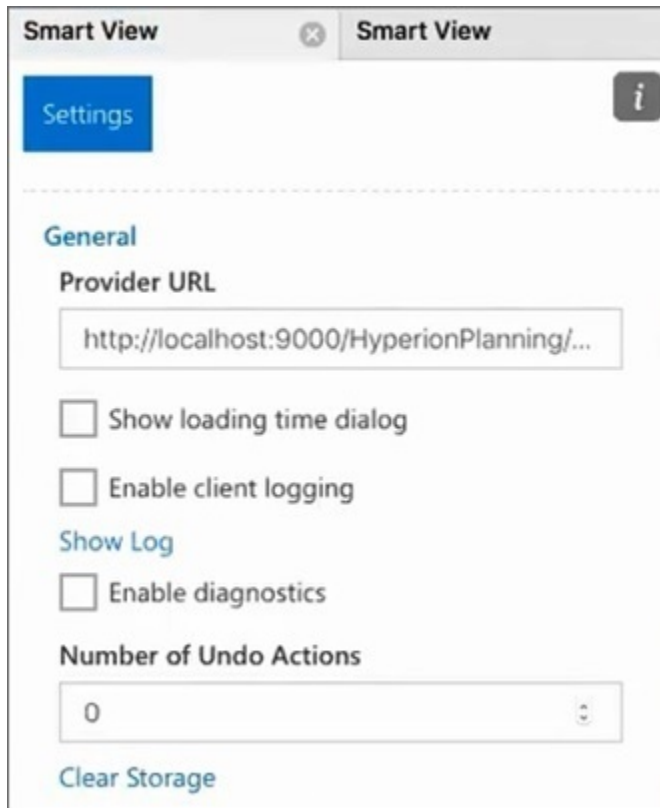 Smart View Smart View
Settings
i
General
Provider URL
http://localhost:9000/HyperionPlanning/...
Show loading time dialog
Enable client logging
Show Log
Enable diagnostics
Number of Undo Actions
0
Clear Storage